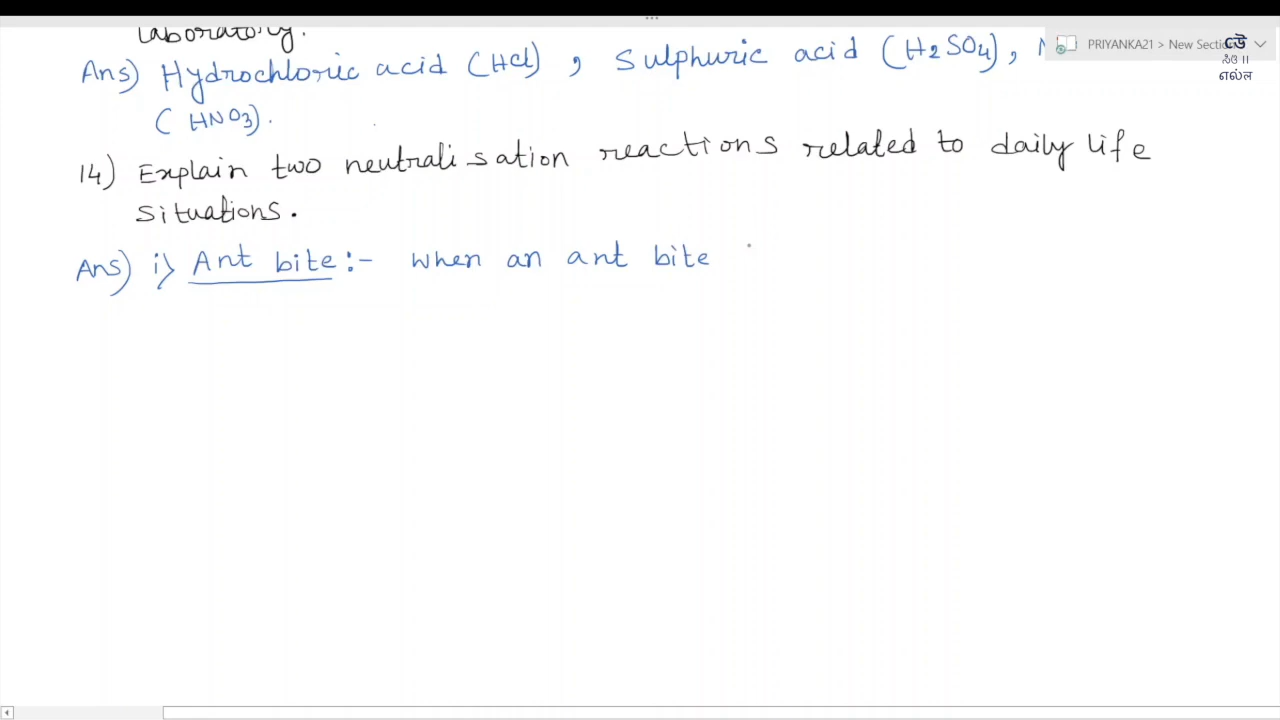 laboratory.
Ans) Hydrochloric acid (HCl) , Sulphuric acid (H2SO4), N
PRIYANKA21 > New Section
(HNO3).
14) Explain two neutralisation reactions related to daily life
situations.
Ans) i) Ant bite :- when an ant bite